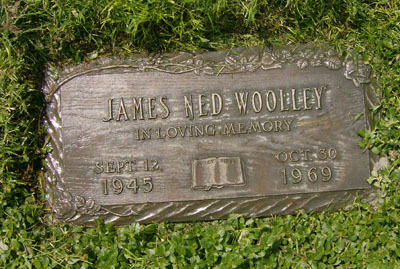 JAMES NED WOOLLEY
IN LOVING MEMORY
SEPT. 12 OCT. 30
1945 1969